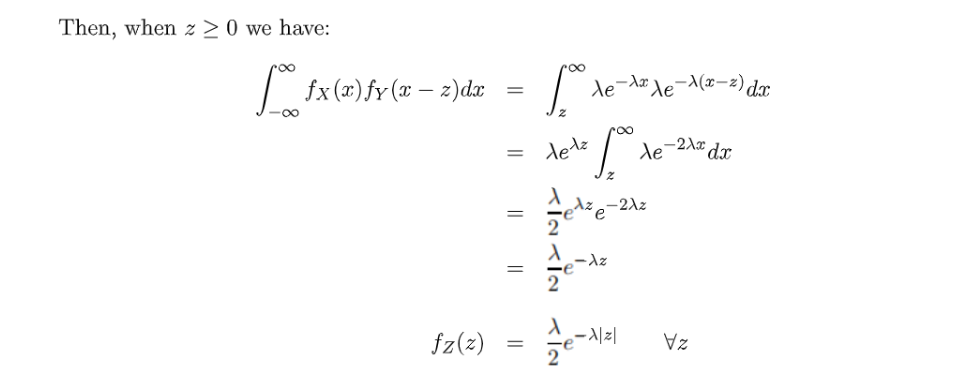 Then, when z ≥ 0 we have:
∫_{-∞}^{∞} f_X(x)f_Y(x − z)dx = ∫_z^∞ λe^{−λx}λe^{−λ(x−z)}dx
= λe^{λz} ∫_z^∞ λe^{−2λx}dx
= λ/2 e^{λz}e^{−2λz}
= λ/2 e^{−λz}
f_Z(z) = λ/2 e^{−λ|z|} ∀z